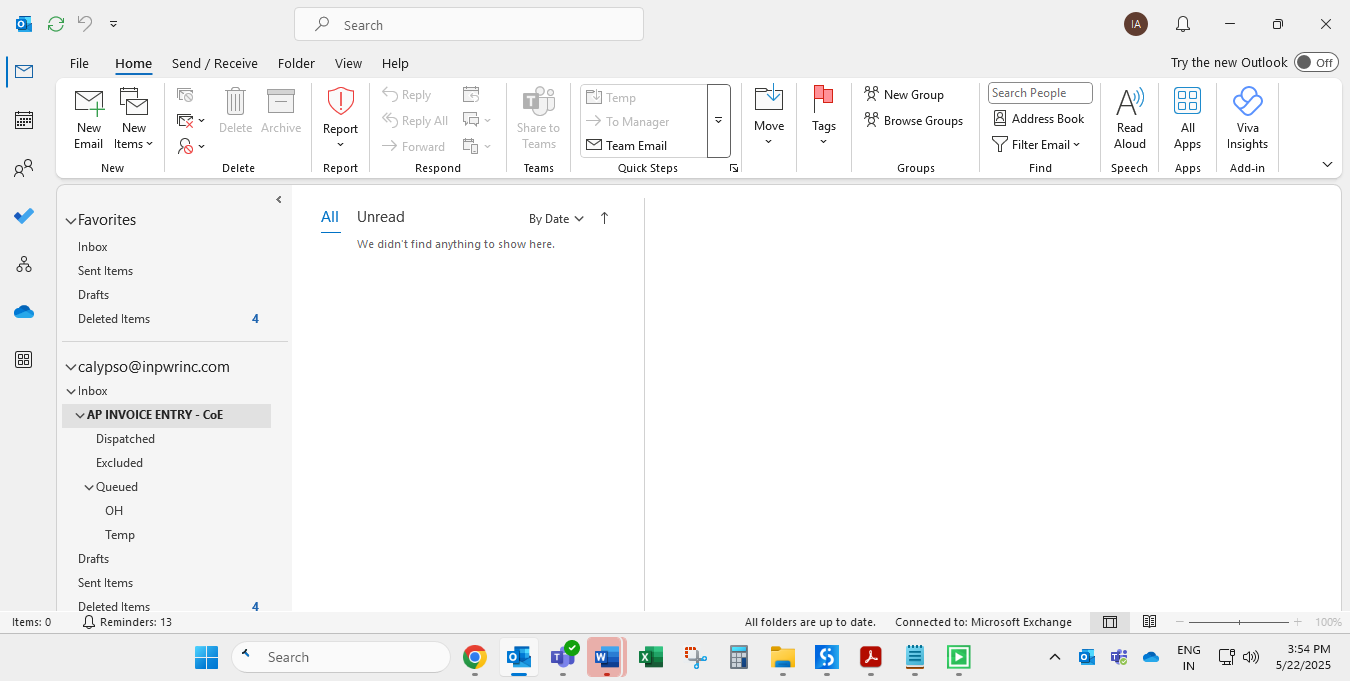 Search
IA
File Home Send / Receive Folder View Help
Try the new Outlook Off
New Email
New Items
New
Delete
Archive
Delete
Report
Report
Reply
Reply All
Forward
Respond
Share to Teams
Teams
Temp
To Manager
Team Email
Quick Steps
Move
Tags
New Group
Browse Groups
Groups
Search People
Address Book
Filter Email
Find
Read Aloud
Speech
All Apps
Apps
Viva Insights
Add-in
Favorites
Inbox
Sent Items
Drafts
Deleted Items 4
calypso@inpwrinc.com
Inbox
AP INVOICE ENTRY - CoE
Dispatched
Excluded
Queued
OH
Temp
Drafts
Sent Items
Deleted Items 4
All Unread By Date
We didn't find anything to show here.
Items: 0 Reminders: 13 All folders are up to date. Connected to: Microsoft Exchange 100%
Search
ENG
IN
3:54 PM
5/22/2025